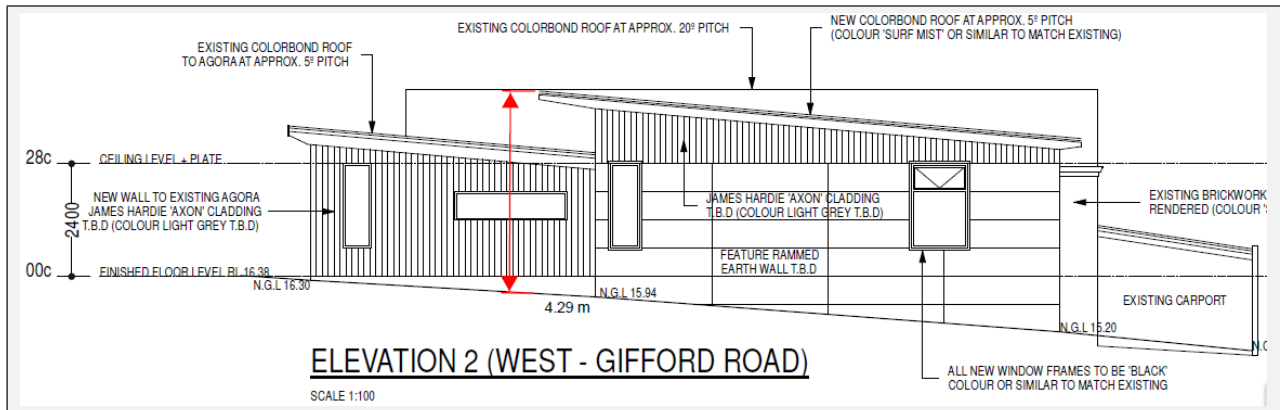 EXISTING COLORBOND ROOF
TO AGORA AT APPROX. 5º PITCH
EXISTING COLORBOND ROOF AT APPROX. 20º PITCH
NEW COLORBOND ROOF AT APPROX. 5º PITCH
(COLOUR 'SURF MIST' OR SIMILAR TO MATCH EXISTING)
28c
CEILING LEVEL + PLATE
2400
NEW WALL TO EXISTING AGORA
JAMES HARDIE 'AXON' CLADDING
T.B.D (COLOUR LIGHT GREY T.B.D)
JAMES HARDIE 'AXON' CLADDING
T.B.D (COLOUR LIGHT GREY T.B.D)
EXISTING BRICKWORK
RENDERED (COLOUR
FEATURE RAMMED
EARTH WALL T.B.D
00c
FINISHED FLOOR LEVEL RL 16.38
N.G.L 16.30
N.G.L 15.94
4.29 m
EXISTING CARPORT
N.G.L 15.20
ELEVATION 2 (WEST - GIFFORD ROAD)
SCALE 1:100
ALL NEW WINDOW FRAMES TO BE 'BLACK'
COLOUR OR SIMILAR TO MATCH EXISTING